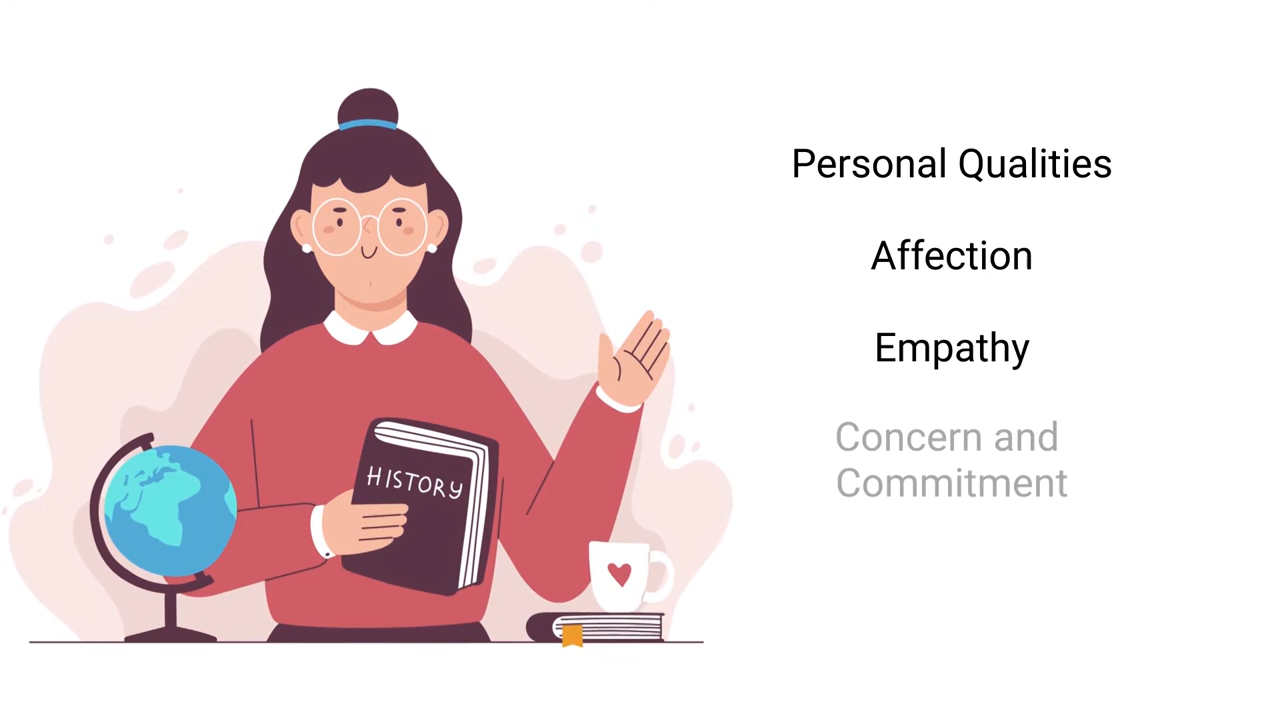 Personal Qualities
Affection
Empathy
Concern and
Commitment
HISTORY